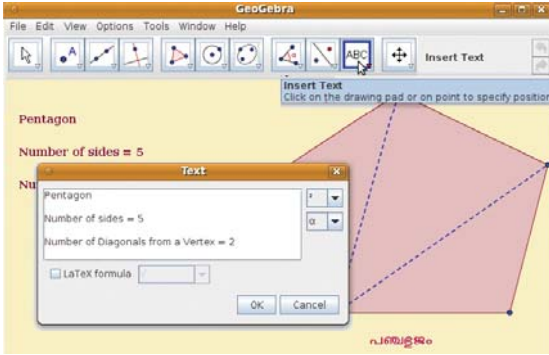 GeoGebra
File Edit View Options Tools Window Help
ABC
Insert Text
Insert Text
Click on the drawing pad or on point to specify position
Pentagon
Number of sides = 5
Nu
Text
Pentagon
Number of sides = 5
Number of Diagonals from a Vertex = 2
α
LaTeX formula
OK Cancel
പഞ്ചഭുജം